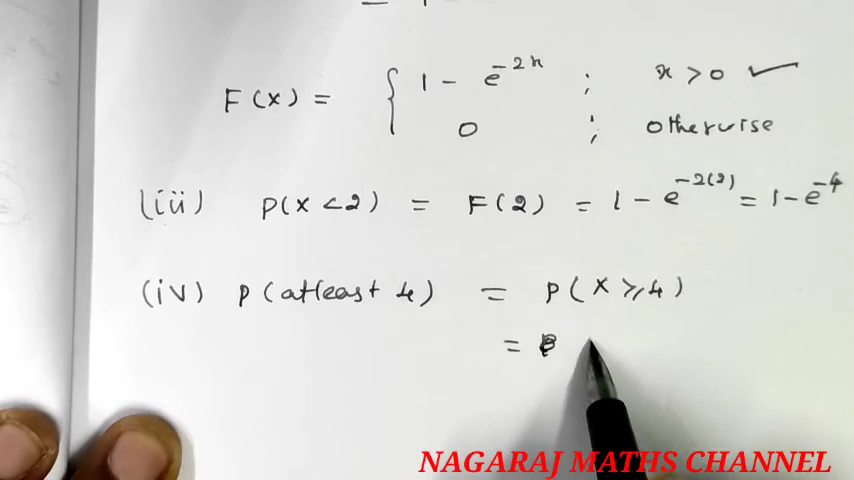 F(x) = { 1 - e^{-2x} ; x > 0 ✓
0 ; otherwise
(iii) P(X < 2) = F(2) = 1 - e^{-2(2)} = 1 - e^{-4}
(iv) P(atleast 4) = P(X ≥ 4)
=
NAGARAJ MATHS CHANNEL